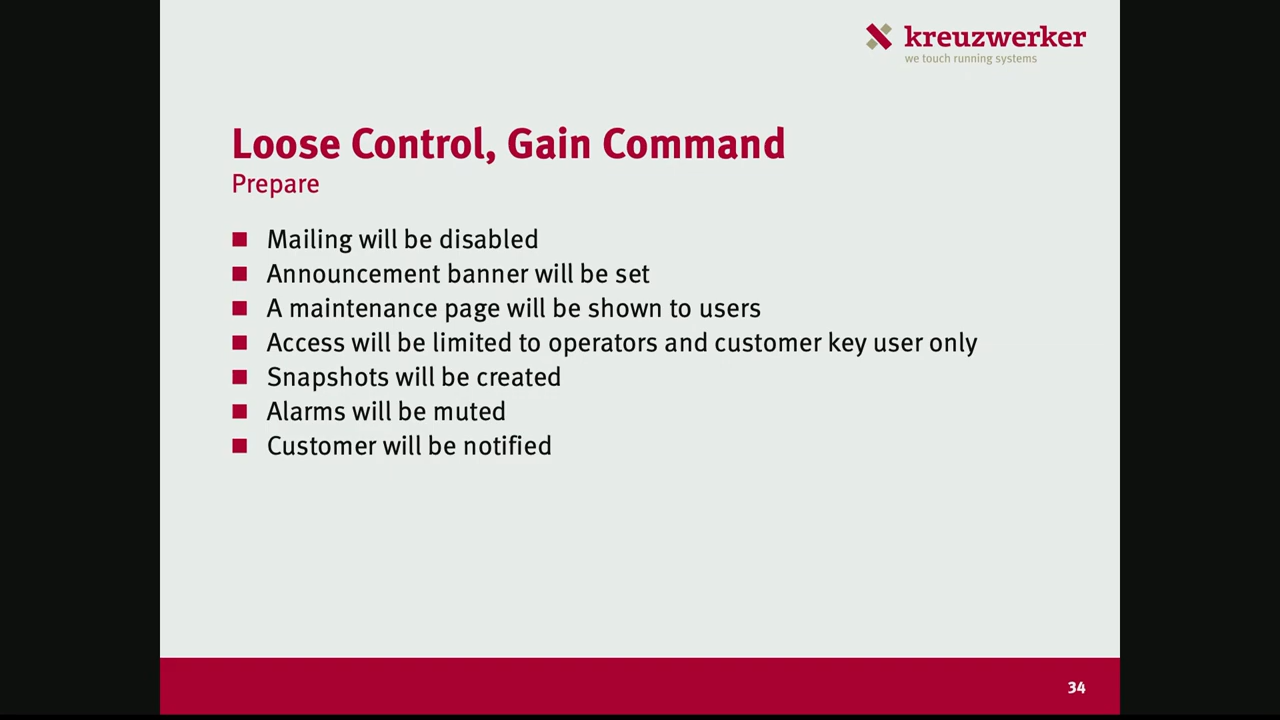 kreuzwerker
we touch running systems
Loose Control, Gain Command
Prepare
Mailing will be disabled
Announcement banner will be set
A maintenance page will be shown to users
Access will be limited to operators and customer key user only
Snapshots will be created
Alarms will be muted
Customer will be notified
34